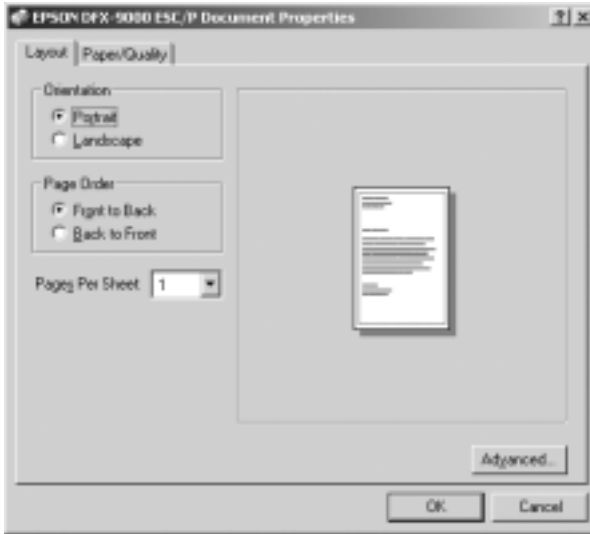 EPSON DFX-9000 ESC/P Document Properties
Layout
Paper/Quality
Orientation
Portrait
Landscape
Page Order
Front to Back
Back to Front
Pages Per Sheet
1
Advanced...
OK
Cancel